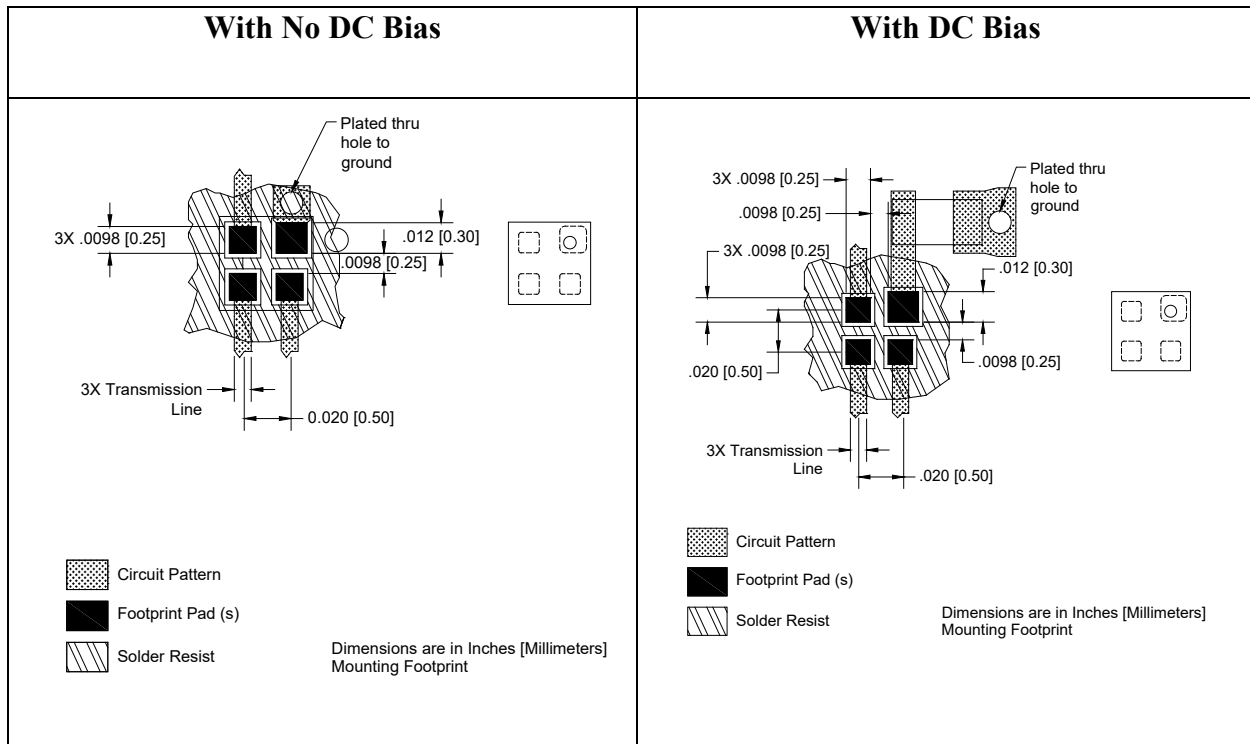 With No DC Bias
With DC Bias
Plated thru
hole to
ground
3X .0098 [0.25]
.012 [0.30]
.0098 [0.25]
3X Transmission
Line
0.020 [0.50]
Circuit Pattern
Footprint Pad (s)
Solder Resist
Dimensions are in Inches [Millimeters]
Mounting Footprint
Plated thru
hole to
ground
3X .0098 [0.25]
.0098 [0.25]
3X .0098 [0.25]
.012 [0.30]
.020 [0.50]
.0098 [0.25]
3X Transmission
Line
.020 [0.50]
Circuit Pattern
Footprint Pad (s)
Solder Resist
Dimensions are in Inches [Millimeters]
Mounting Footprint